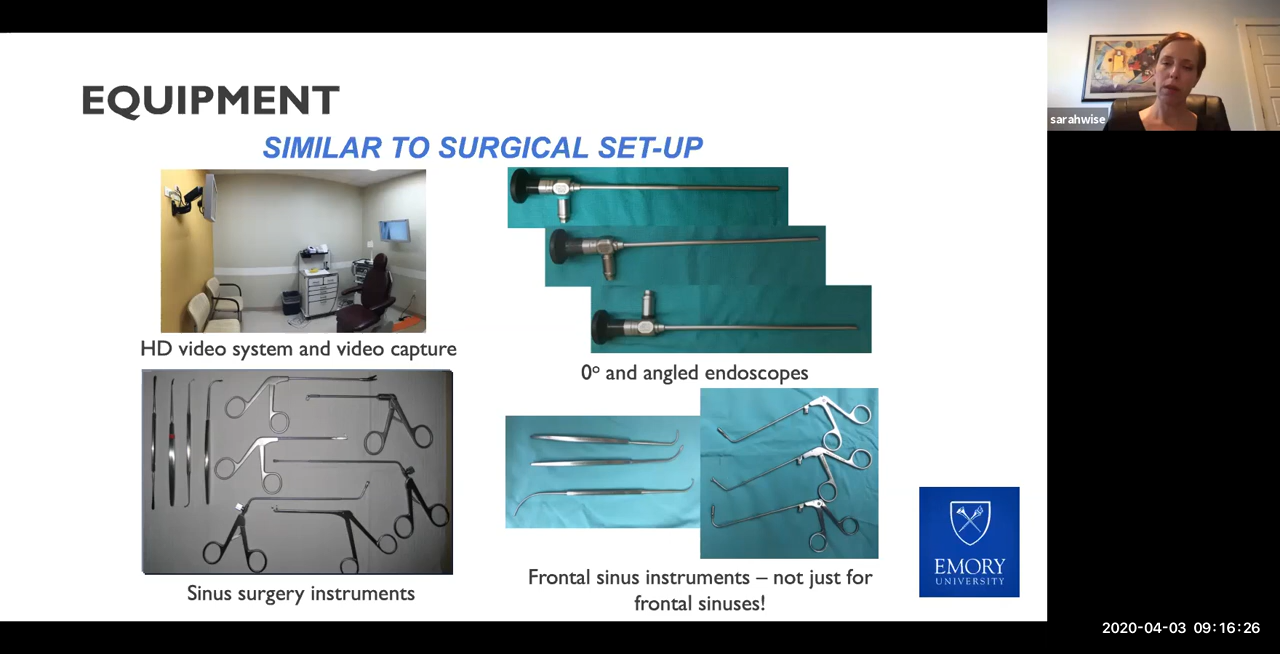 EQUIPMENT
SIMILAR TO SURGICAL SET-UP
HD video system and video capture
0° and angled endoscopes
Sinus surgery instruments
Frontal sinus instruments – not just for
frontal sinuses!
EMORY
UNIVERSITY
sarahwise
2020-04-03 09:16:26